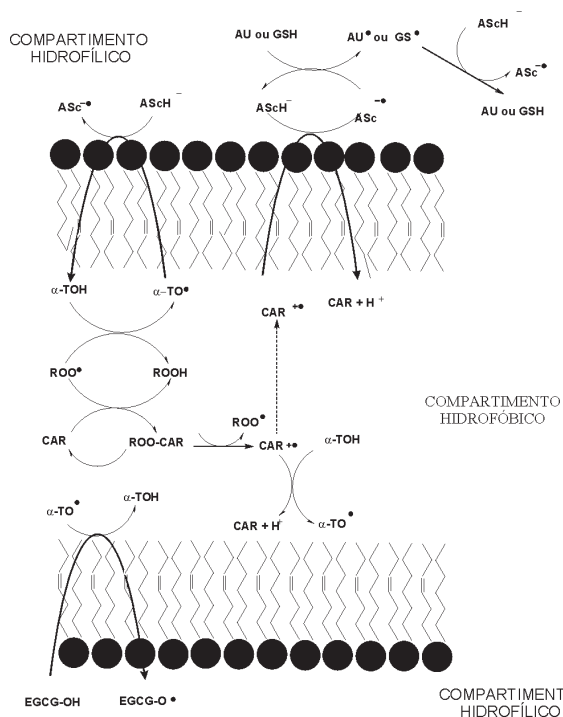 COMPARTIMENTO
HIDROFÍLICO
AU ou GSH
AU• ou GS•
AScH⁻
ASc⁻•
AU ou GSH
ASc⁻•
AScH⁻
AScH⁻
ASc⁻•
α-TOH
α-TO•
CAR +•
CAR + H⁺
ROO•
ROOH
COMPARTIMENTO
HIDROFÓBICO
CAR
ROO-CAR
ROO•
CAR +•
α-TOH
α-TO•
α-TOH
CAR + H⁺
α-TO•
EGCG-OH
EGCG-O•
COMPARTIMENT
HIDROFÍLICO